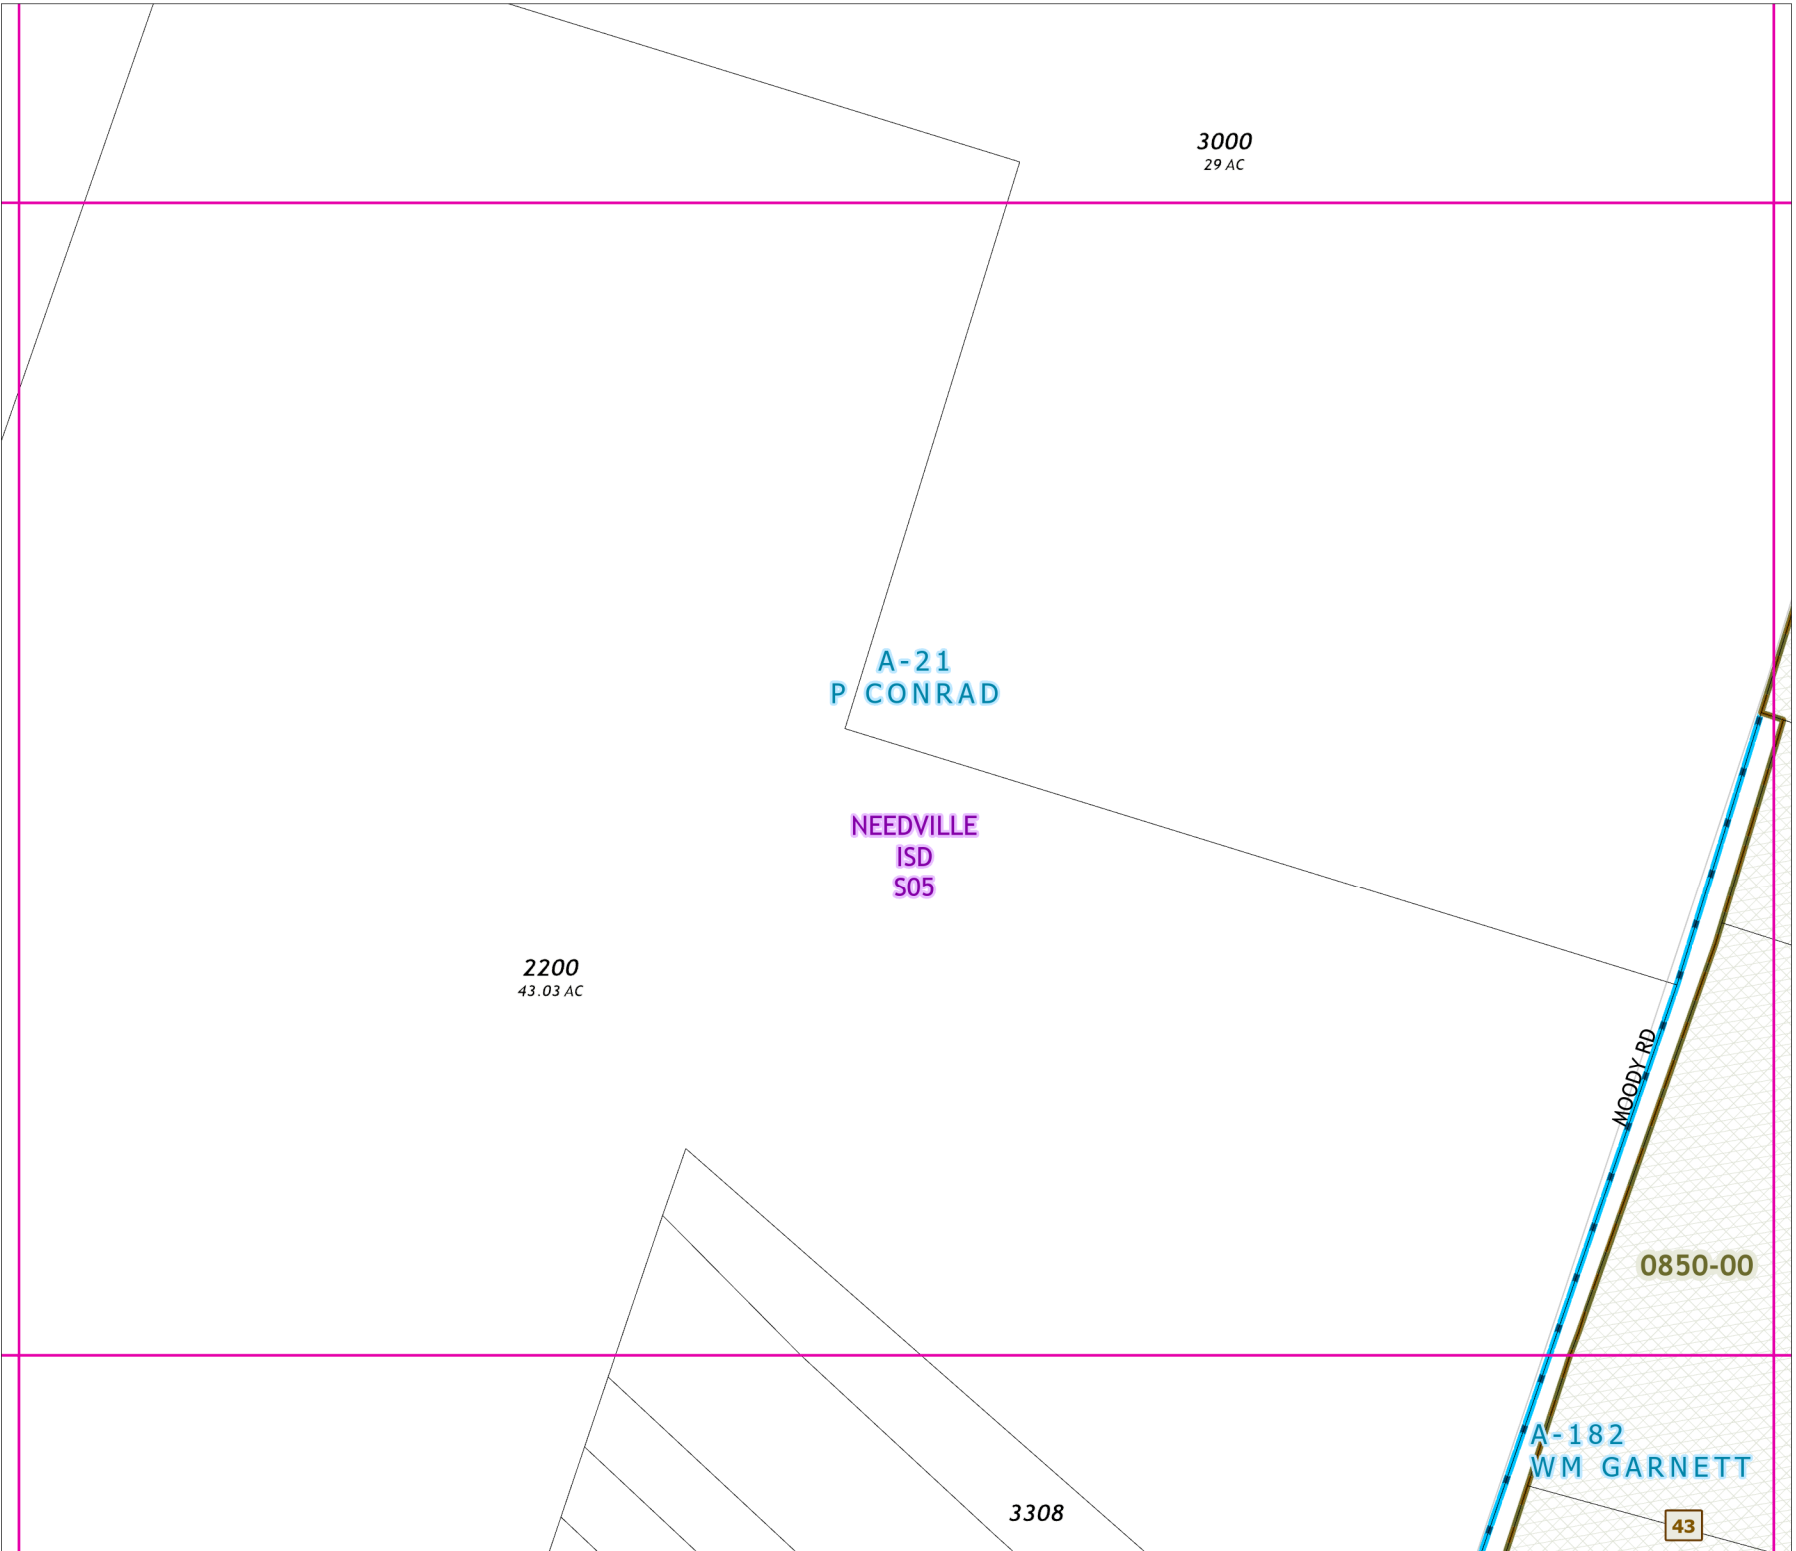 3000
29 AC
A-21
P CONRAD
NEEDVILLE
ISD
S05
2200
43.03 AC
MOODY RD
0850-00
A-182
WM GARNETT
3308
43